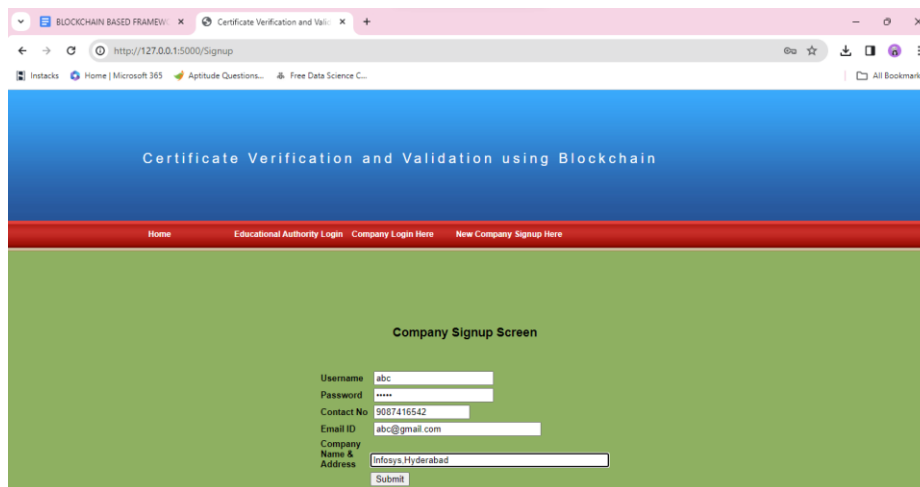 BLOCKCHAIN BASED FRAMEW
Certificate Verification and Valid
http://127.0.0.1:5000/Signup
Instacks Home | Microsoft 365 Aptitude Questions... Free Data Science C... All Bookmark
Certificate Verification and Validation using Blockchain
Home Educational Authority Login Company Login Here New Company Signup Here
Company Signup Screen
Username abc
Password •••••
Contact No 9087416542
Email ID abc@gmail.com
Company
Name &
Address Infosys,Hyderabad
Submit